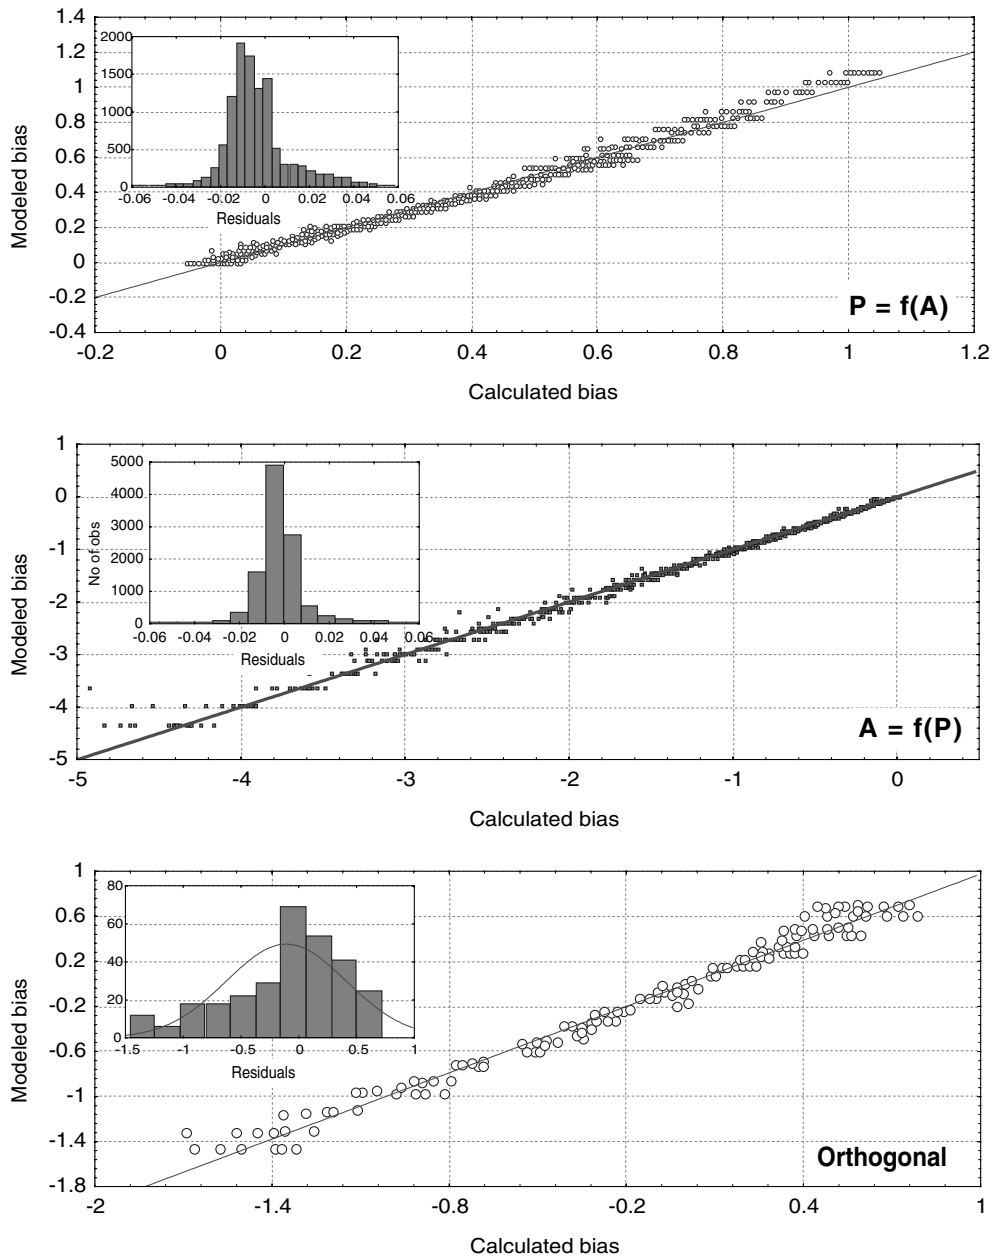 1.4
1.2
1
0.8
0.6
0.4
0.2
0
-0.2
-0.4
Modeled bias
2000
1500
1000
500
0
-0.06 -0.04 -0.02 0 0.02 0.04 0.06
Residuals
P = f(A)
-0.2 0 0.2 0.4 0.6 0.8 1 1.2
Calculated bias
1
0
-1
-2
-3
-4
-5
Modeled bias
5000
4000
3000
2000
1000
0
No of obs
-0.06 -0.04 -0.02 0 0.02 0.04 0.06
Residuals
A = f(P)
-5 -4 -3 -2 -1 0
Calculated bias
1
0.6
0.2
-0.2
-0.6
-1
-1.4
-1.8
Modeled bias
80
60
40
20
0
-1.5 -1 -0.5 0 0.5 1
Residuals
Orthogonal
-2 -1.4 -0.8 -0.2 0.4 1
Calculated bias